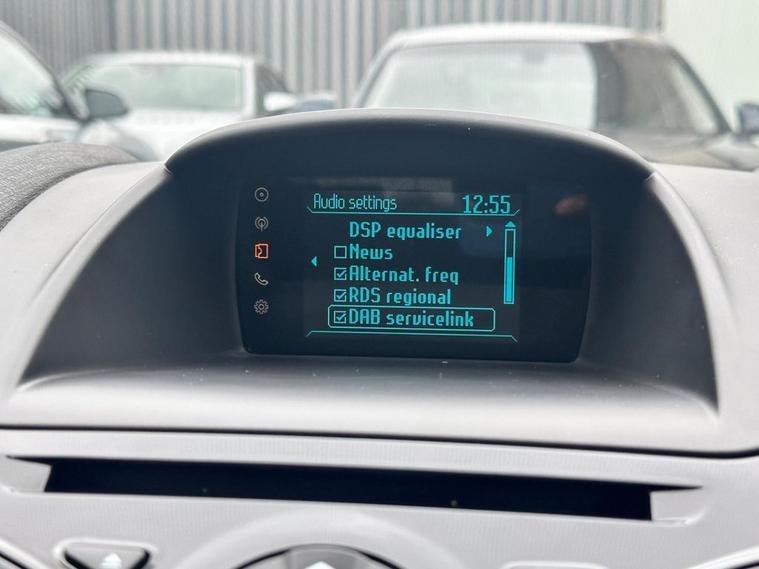 Audio settings 12:55
DSP equaliser
News
Alternat. freq
RDS regional
DAB servicelink